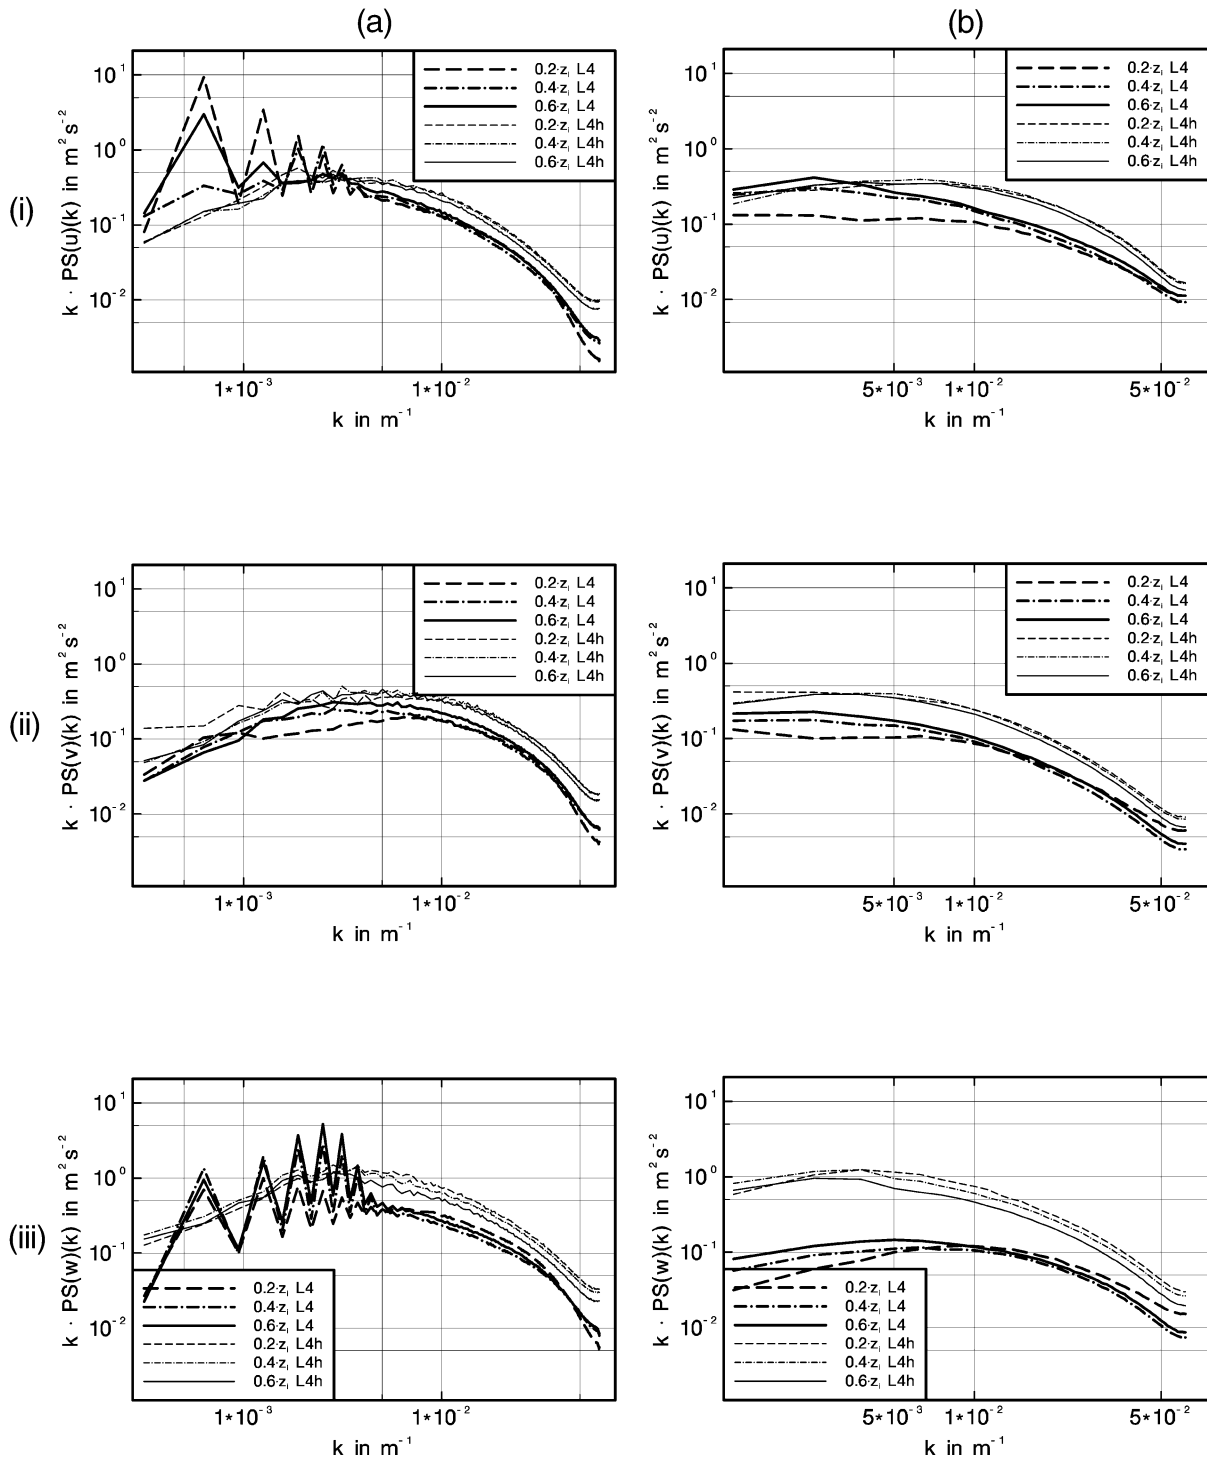 (a)
(b)
(i)
k · PS(u)(k) in m² s⁻²
10¹
10⁰
10⁻¹
10⁻²
0.2·zᵢ L4
0.4·zᵢ L4
0.6·zᵢ L4
0.2·zᵢ L4h
0.4·zᵢ L4h
0.6·zᵢ L4h
1*10⁻³ 1*10⁻²
k in m⁻¹
k · PS(u)(k) in m² s⁻²
10¹
10⁰
10⁻¹
10⁻²
0.2·zᵢ L4
0.4·zᵢ L4
0.6·zᵢ L4
0.2·zᵢ L4h
0.4·zᵢ L4h
0.6·zᵢ L4h
5*10⁻³ 1*10⁻² 5*10⁻²
k in m⁻¹
(ii)
k · PS(v)(k) in m² s⁻²
10¹
10⁰
10⁻¹
10⁻²
0.2·zᵢ L4
0.4·zᵢ L4
0.6·zᵢ L4
0.2·zᵢ L4h
0.4·zᵢ L4h
0.6·zᵢ L4h
1*10⁻³ 1*10⁻²
k in m⁻¹
k · PS(v)(k) in m² s⁻²
10¹
10⁰
10⁻¹
10⁻²
0.2·zᵢ L4
0.4·zᵢ L4
0.6·zᵢ L4
0.2·zᵢ L4h
0.4·zᵢ L4h
0.6·zᵢ L4h
5*10⁻³ 1*10⁻² 5*10⁻²
k in m⁻¹
(iii)
k · PS(w)(k) in m² s⁻²
10¹
10⁰
10⁻¹
10⁻²
0.2·zᵢ L4
0.4·zᵢ L4
0.6·zᵢ L4
0.2·zᵢ L4h
0.4·zᵢ L4h
0.6·zᵢ L4h
1*10⁻³ 1*10⁻²
k in m⁻¹
k · PS(w)(k) in m² s⁻²
10¹
10⁰
10⁻¹
10⁻²
0.2·zᵢ L4
0.4·zᵢ L4
0.6·zᵢ L4
0.2·zᵢ L4h
0.4·zᵢ L4h
0.6·zᵢ L4h
5*10⁻³ 1*10⁻² 5*10⁻²
k in m⁻¹